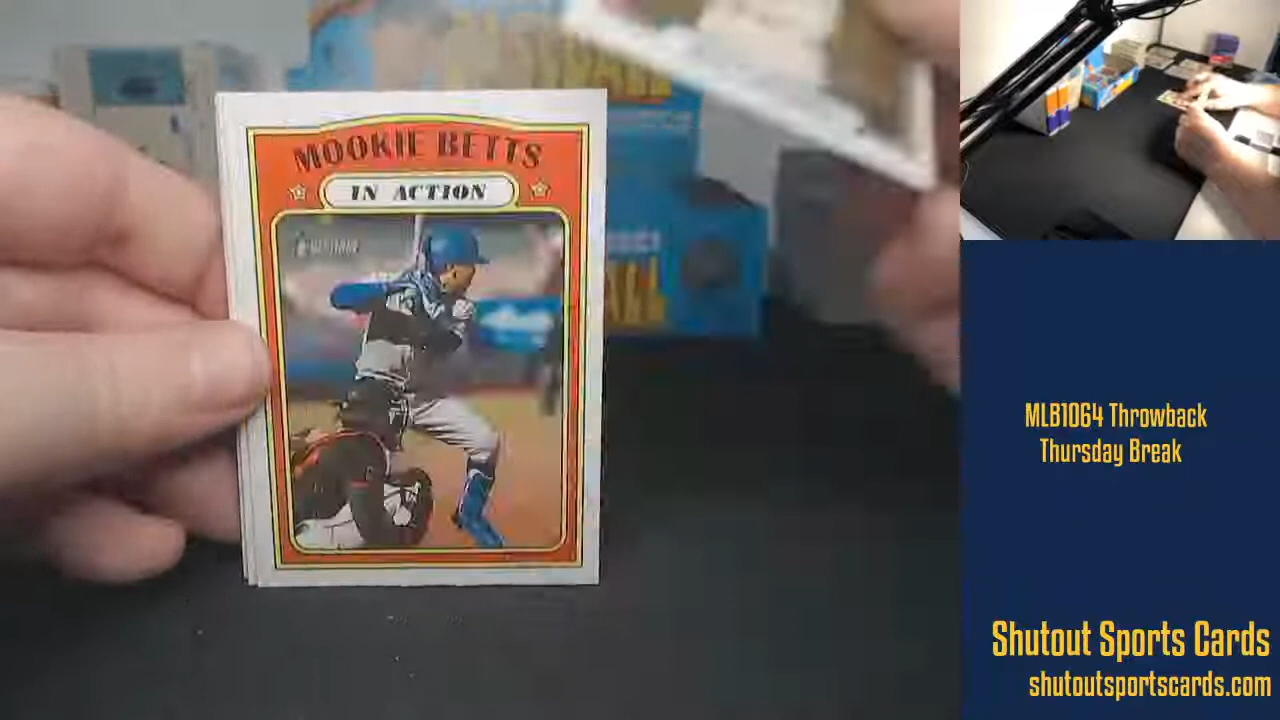 MOOKIE BETTS
IN ACTION
MLB1064 Throwback
Thursday Break
Shutout Sports Cards
shutoutsportscards.com